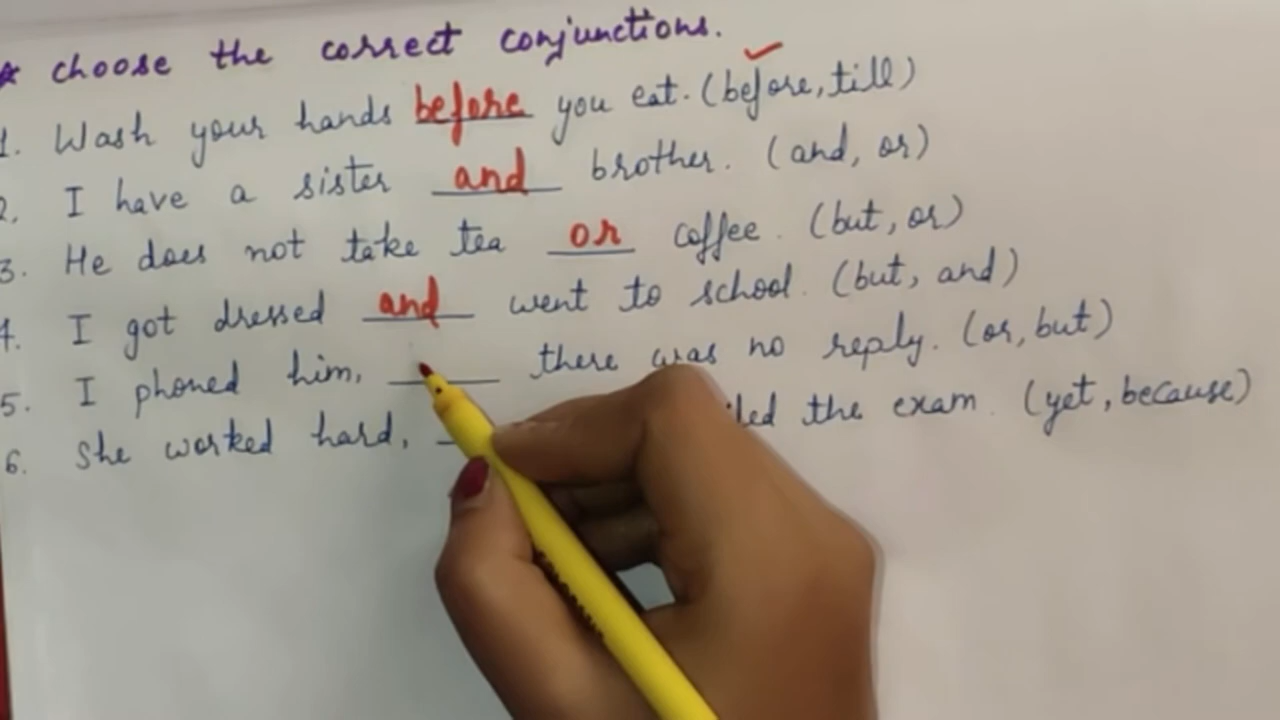 ☆ choose the correct conjunctions.
1. Wash your hands before you eat. (before, till)
2. I have a sister and brother. (and, or)
3. He does not take tea or coffee. (but, or)
4. I got dressed and went to school. (but, and)
5. I phoned him, ____ there was no reply. (or, but)
6. She worked hard, the exam. (yet, because)